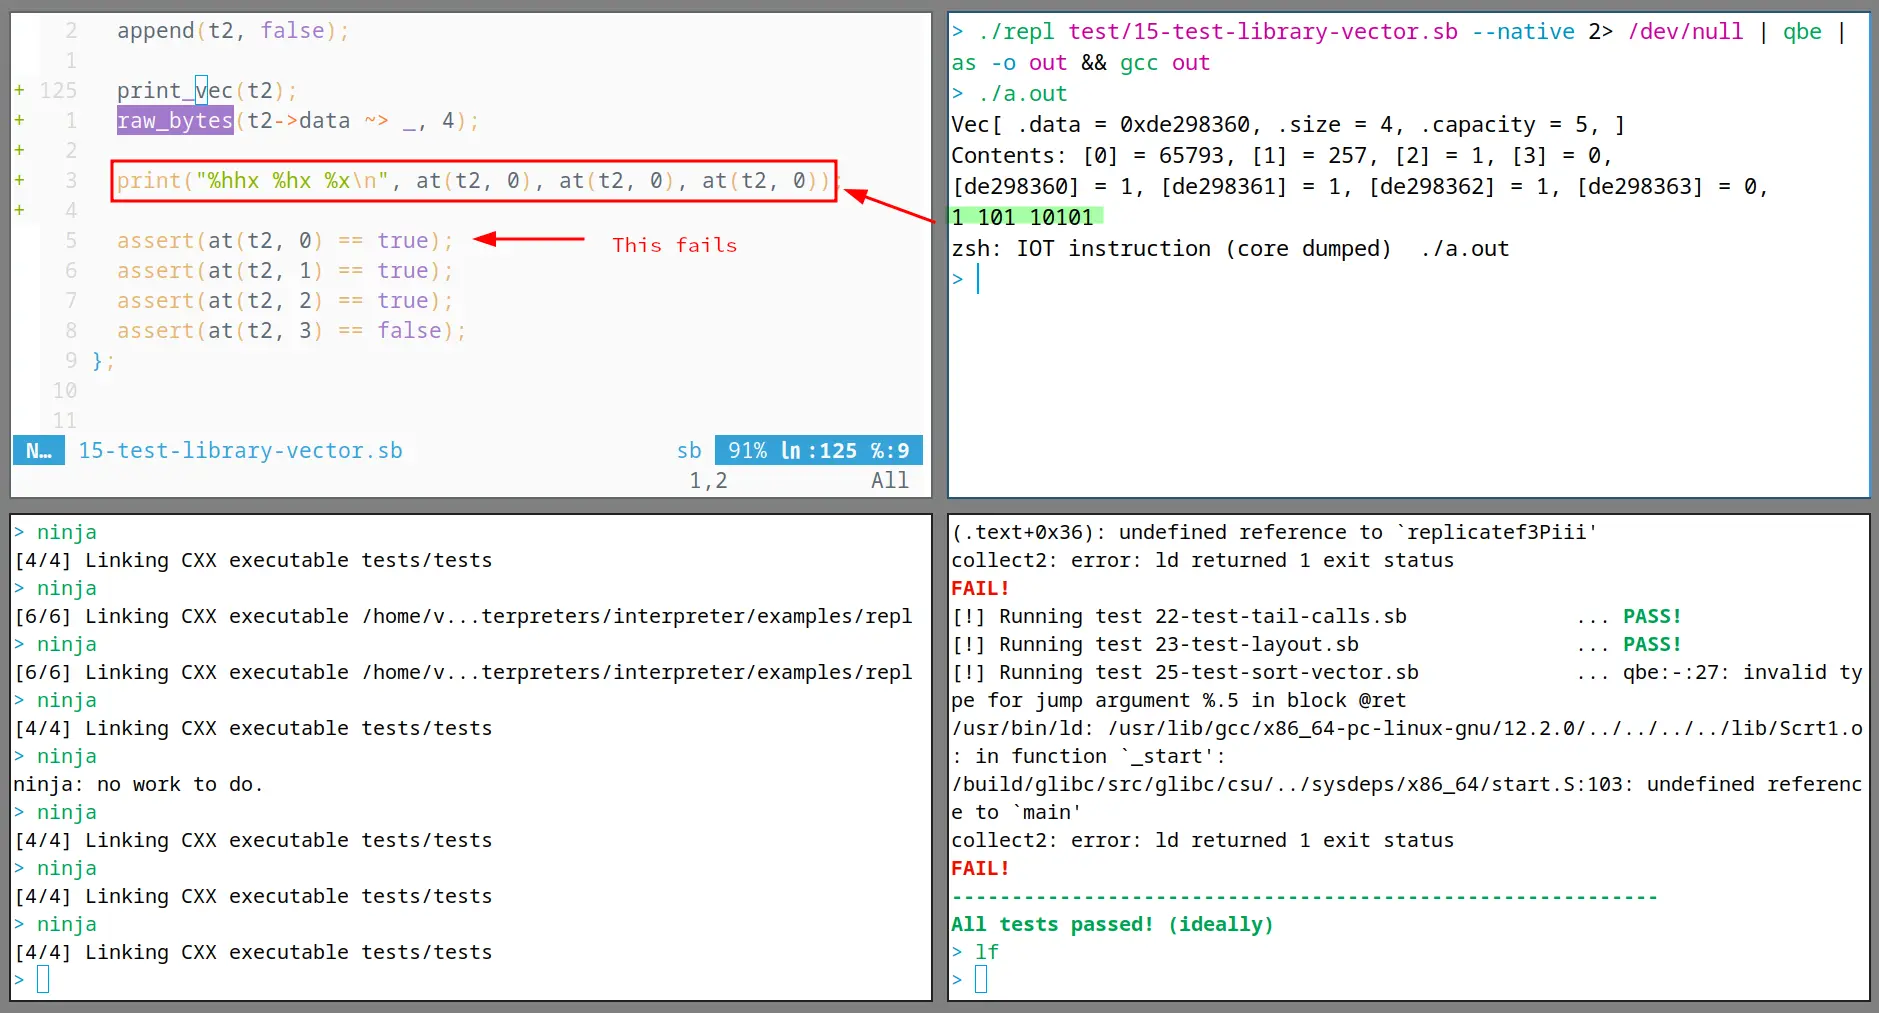 2 append(t2, false);
1
+ 125 print_vec(t2);
+ 1 raw_bytes(t2->data ~> _, 4);
+ 2
+ 3 print("%hhx %hx %x\n", at(t2, 0), at(t2, 0), at(t2, 0));
+ 4
5 assert(at(t2, 0) == true); This fails
6 assert(at(t2, 1) == true);
7 assert(at(t2, 2) == true);
8 assert(at(t2, 3) == false);
9 };
10
11
N… 15-test-library-vector.sb sb 91% ln:125 %:9
1,2 All
> ./repl test/15-test-library-vector.sb --native 2> /dev/null | qbe |
as -o out && gcc out
> ./a.out
Vec[ .data = 0xde298360, .size = 4, .capacity = 5, ]
Contents: [0] = 65793, [1] = 257, [2] = 1, [3] = 0,
[de298360] = 1, [de298361] = 1, [de298362] = 1, [de298363] = 0,
1 101 10101
zsh: IOT instruction (core dumped) ./a.out
>
> ninja
[4/4] Linking CXX executable tests/tests
> ninja
[6/6] Linking CXX executable /home/v...terpreters/interpreter/examples/repl
> ninja
[6/6] Linking CXX executable /home/v...terpreters/interpreter/examples/repl
> ninja
[4/4] Linking CXX executable tests/tests
> ninja
ninja: no work to do.
> ninja
[4/4] Linking CXX executable tests/tests
> ninja
[4/4] Linking CXX executable tests/tests
> ninja
[4/4] Linking CXX executable tests/tests
>
(.text+0x36): undefined reference to `replicatef3Piii'
collect2: error: ld returned 1 exit status
FAIL!
[!] Running test 22-test-tail-calls.sb ... PASS!
[!] Running test 23-test-layout.sb ... PASS!
[!] Running test 25-test-sort-vector.sb ... qbe:-:27: invalid ty
pe for jump argument %.5 in block @ret
/usr/bin/ld: /usr/lib/gcc/x86_64-pc-linux-gnu/12.2.0/../../../../lib/Scrt1.o
: in function `_start':
/build/glibc/src/glibc/csu/../sysdeps/x86_64/start.S:103: undefined referenc
e to `main'
collect2: error: ld returned 1 exit status
FAIL!
-----------------------------------------------------------
All tests passed! (ideally)
> lf
>